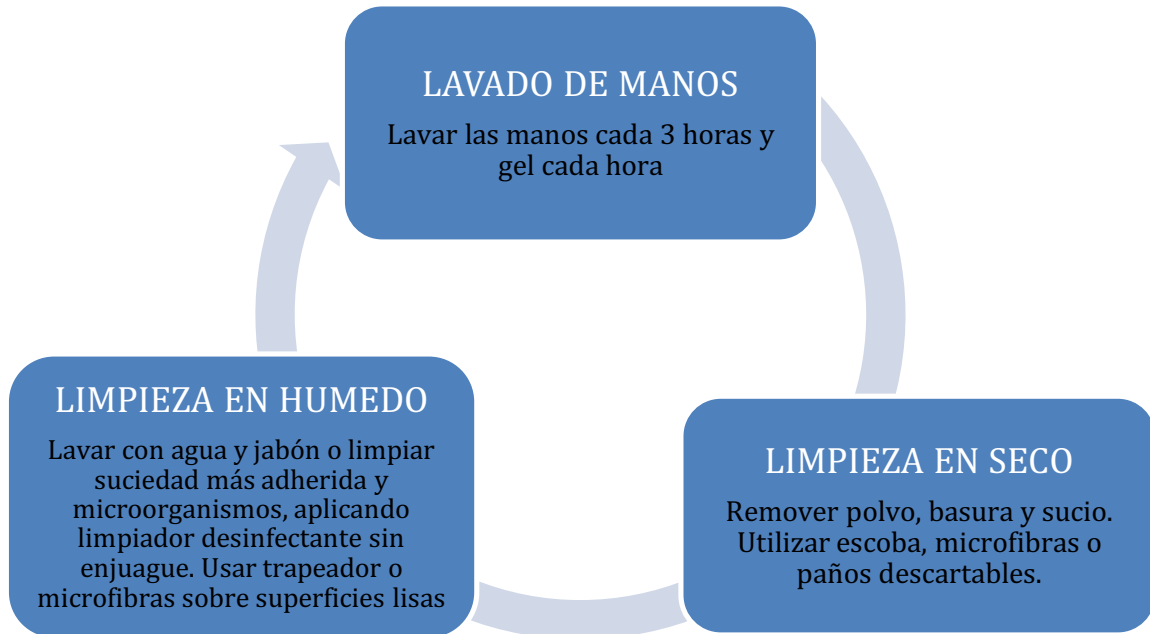 LAVADO DE MANOS
Lavar las manos cada 3 horas y
gel cada hora
LIMPIEZA EN SECO
Remover polvo, basura y sucio.
Utilizar escoba, microfibras o
paños descartables.
LIMPIEZA EN HUMEDO
Lavar con agua y jabón o limpiar
suciedad más adherida y
microorganismos, aplicando
limpiador desinfectante sin
enjuague. Usar trapeador o
microfibras sobre superficies lisas